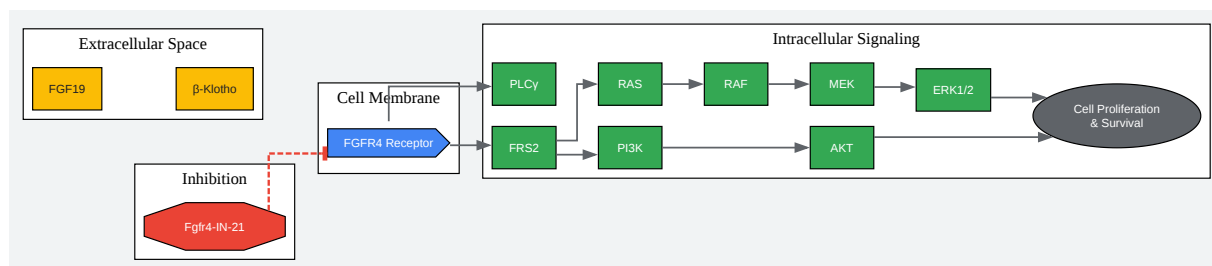 Extracellular Space
FGF19
β-Klotho
Cell Membrane
FGFR4 Receptor
Inhibition
Fgfr4-IN-21
Intracellular Signaling
PLCγ
RAS
RAF
MEK
ERK1/2
FRS2
PI3K
AKT
Cell Proliferation
& Survival